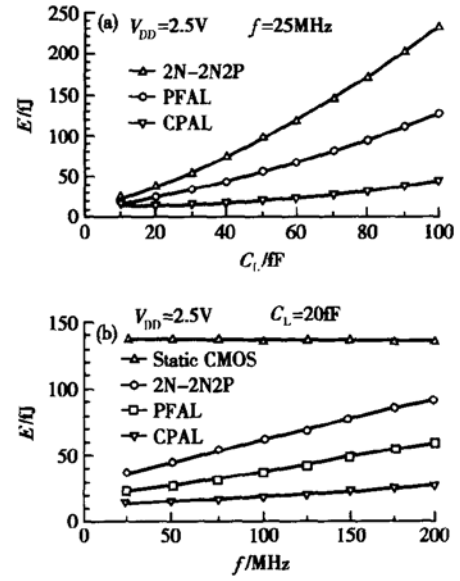 (a) V_DD = 2.5V f=25MHz
2N-2N2P
PFAL
CPAL
E/fJ
250
200
150
100
50
0
0 20 40 60 80 100
C_L/fF
(b) V_DD=2.5V C_L=20fF
Static CMOS
2N-2N2P
PFAL
CPAL
E/fJ
150
100
50
0
0 50 100 150 200
f/MHz